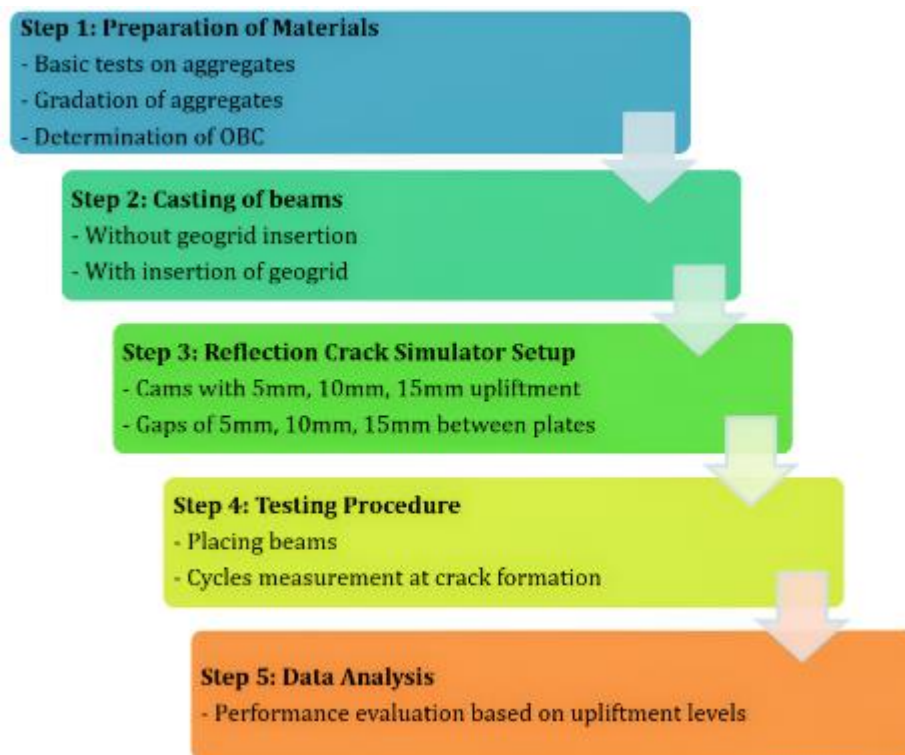 Step 1: Preparation of Materials
- Basic tests on aggregates
- Gradation of aggregates
- Determination of OBC
Step 2: Casting of beams
- Without geogrid insertion
- With insertion of geogrid
Step 3: Reflection Crack Simulator Setup
- Cams with 5mm, 10mm, 15mm upliftment
- Gaps of 5mm, 10mm, 15mm between plates
Step 4: Testing Procedure
- Placing beams
- Cycles measurement at crack formation
Step 5: Data Analysis
- Performance evaluation based on upliftment levels